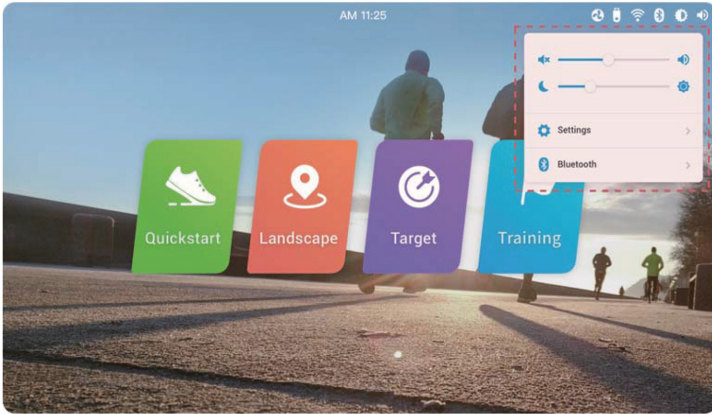 AM 11:25
Settings
Bluetooth
Quickstart
Landscape
Target
Training